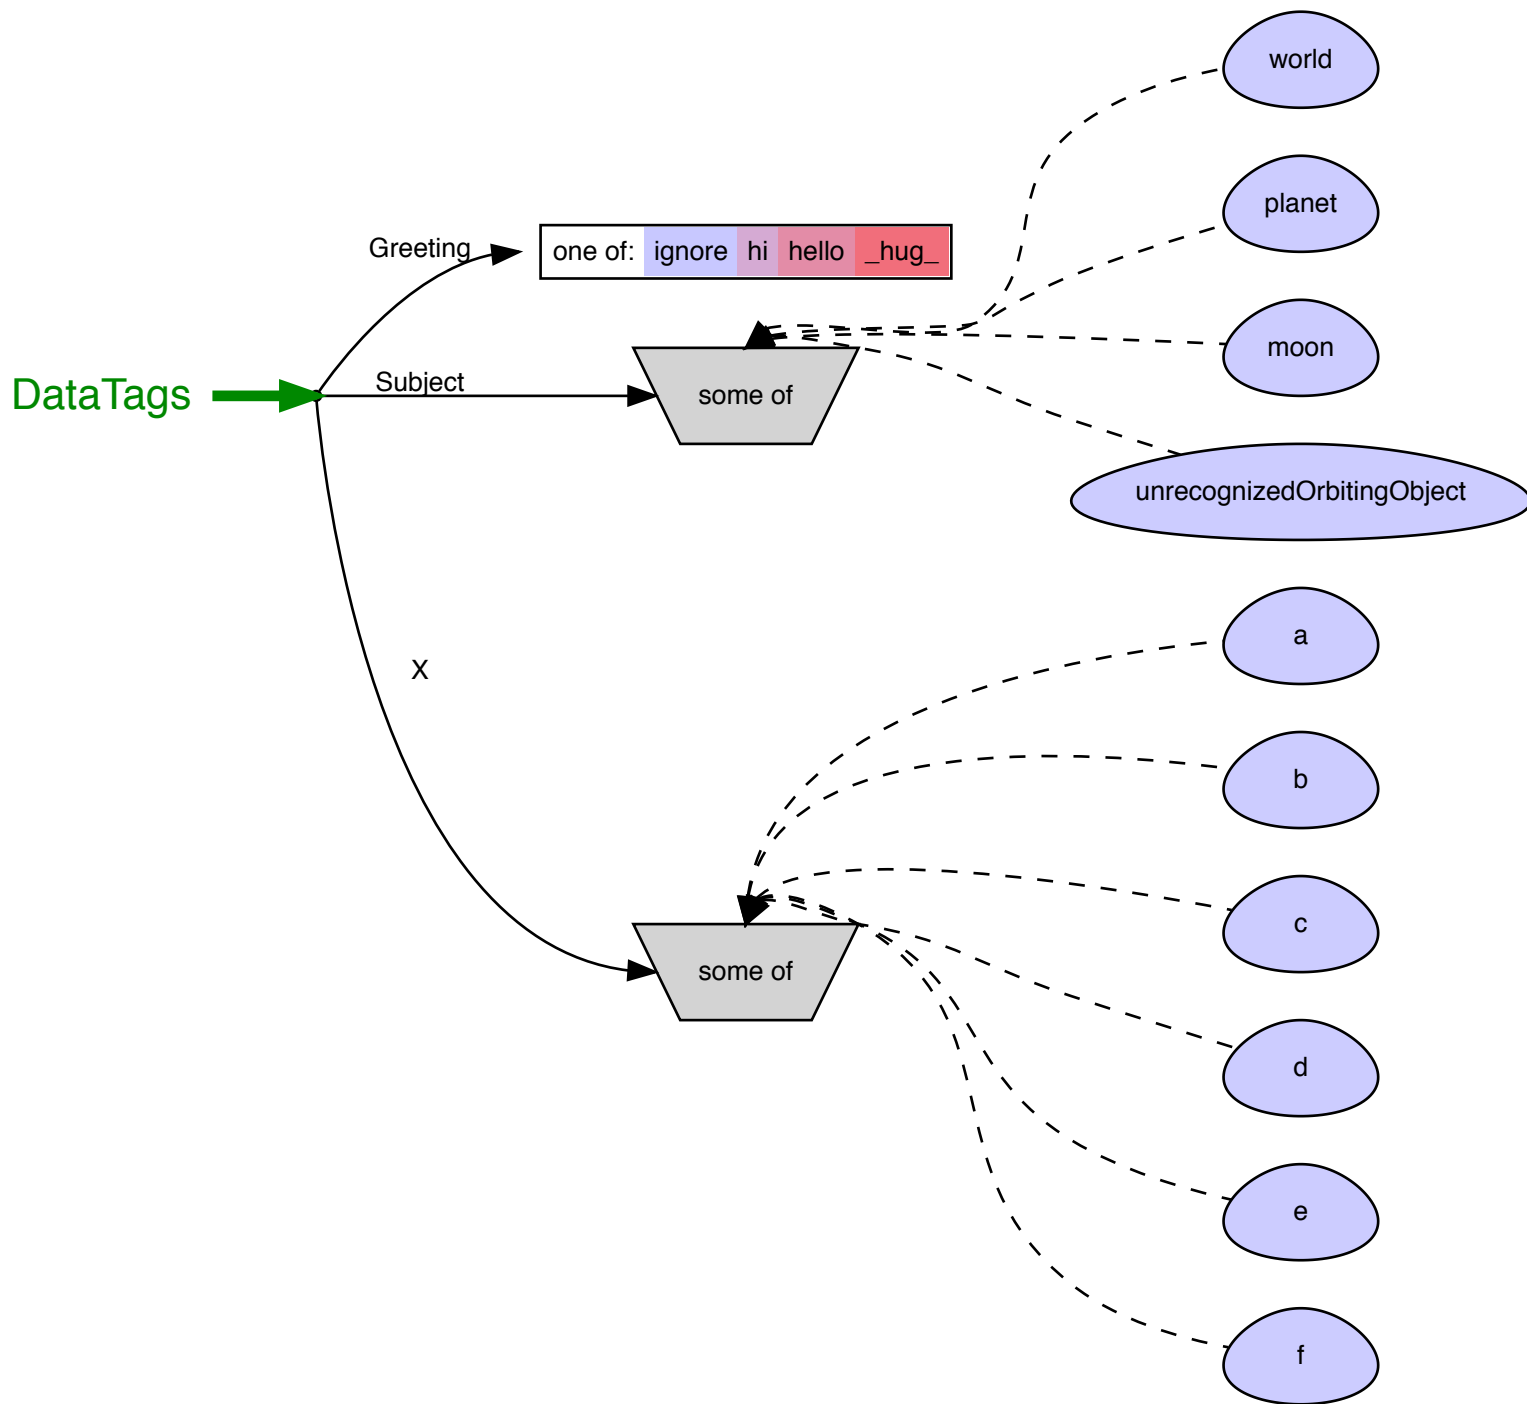 world
planet
Greeting
one of: ignore hi hello _hug_
moon
Subject
DataTags
some of
unrecognizedOrbitingObject
a
X
b
c
some of
d
e
f